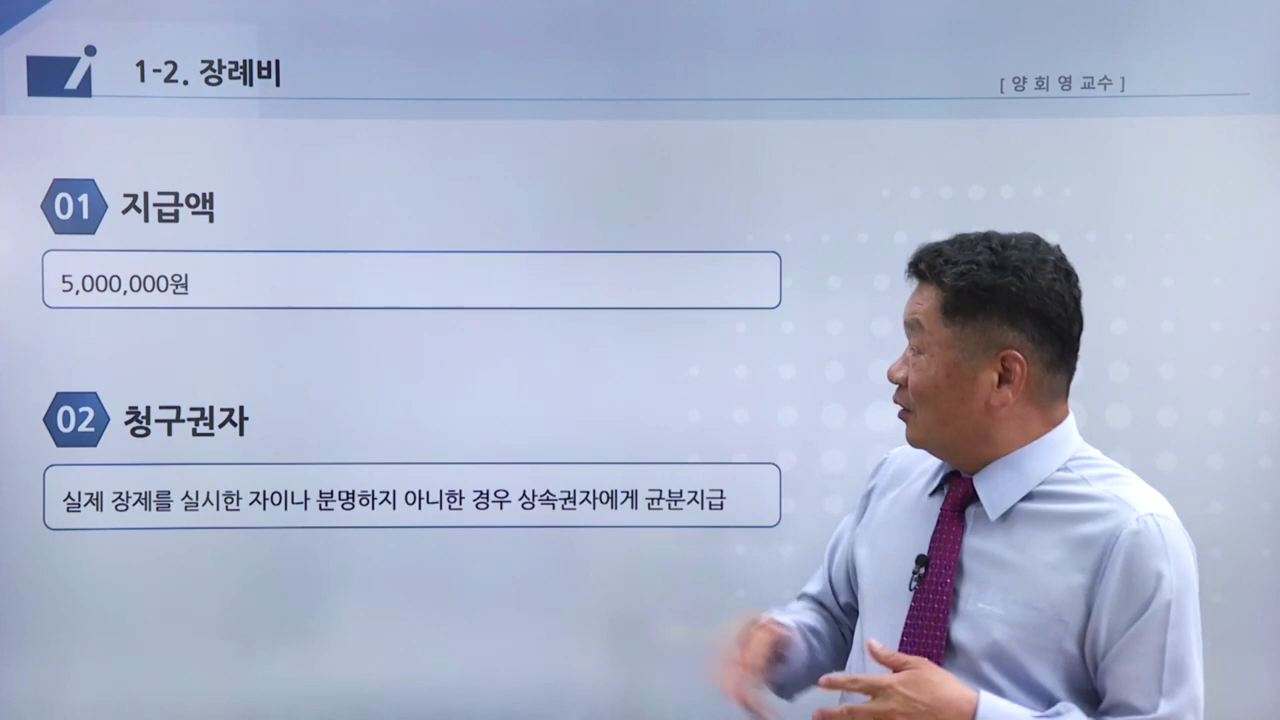 1-2. 장례비
[ 양 회 영 교수 ]
01 지급액
5,000,000원
02 청구권자
실제 장제를 실시한 자이나 분명하지 아니한 경우 상속권자에게 균분지급